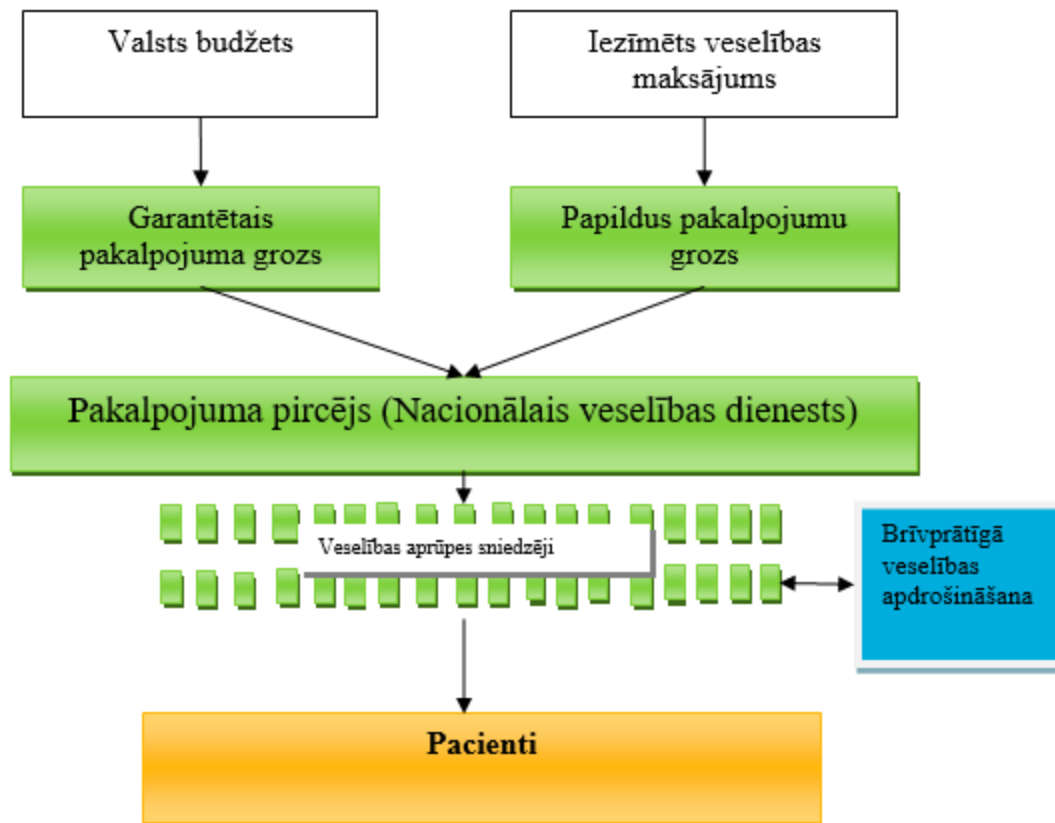 Valsts budžets
Iezīmēts veselības
maksājums
Garantētais
pakalpojuma grozs
Papildus pakalpojumu
grozs
Pakalpojuma pircējs (Nacionālais veselības dienests)
Veselības aprūpes sniedzēji
Brīvprātīgā
veselības
apdrošināšana
Pacienti